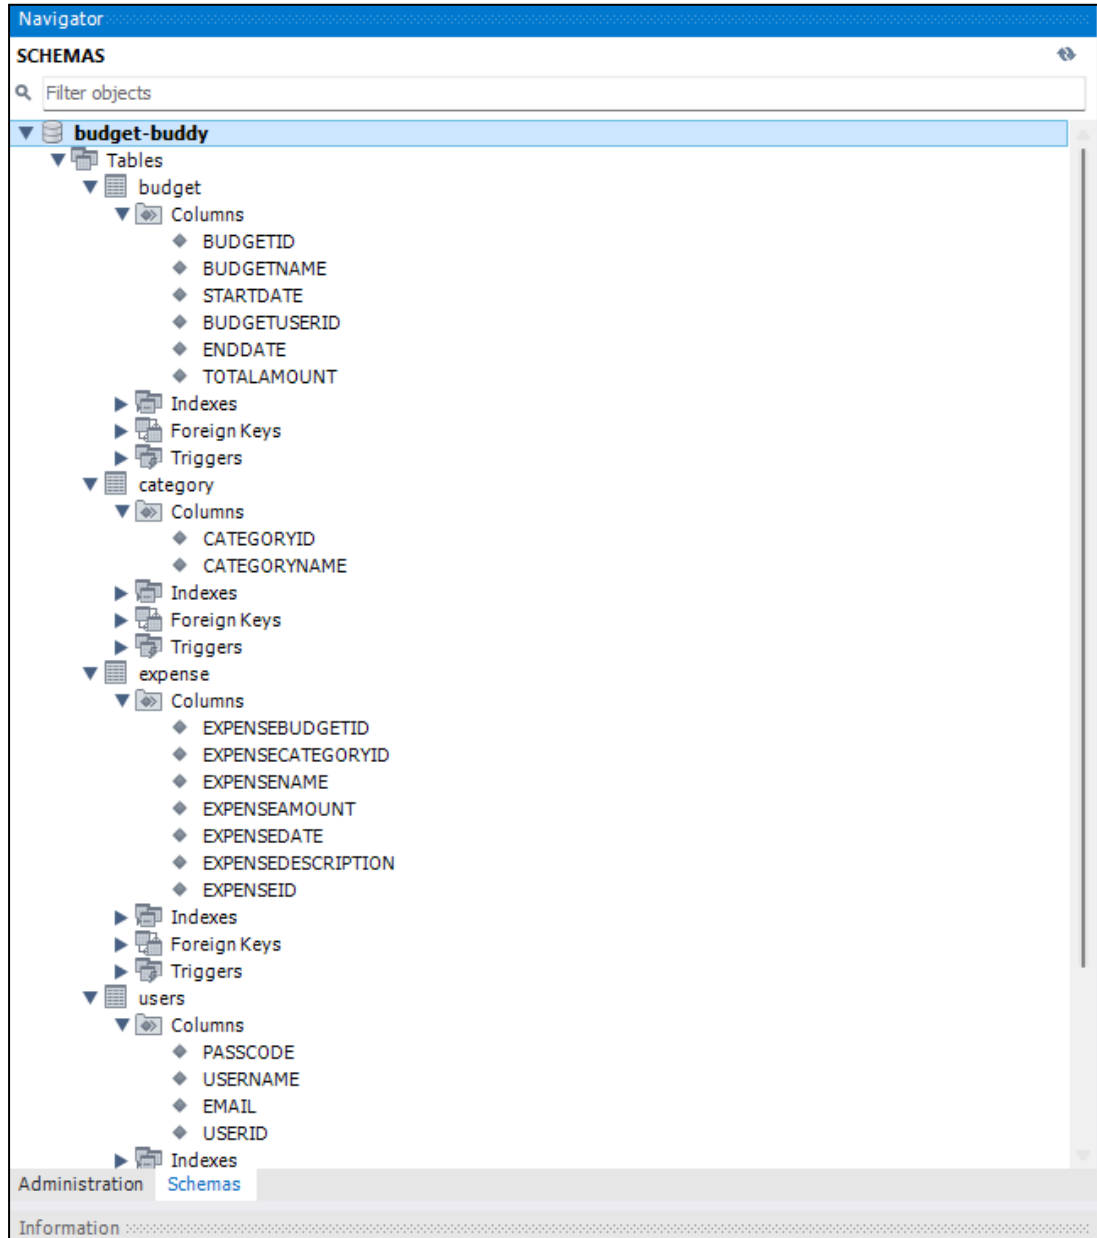 Navigator
SCHEMAS
Filter objects
budget-buddy
Tables
budget
Columns
BUDGETID
BUDGETNAME
STARTDATE
BUDGETUSERID
ENDDATE
TOTALAMOUNT
Indexes
Foreign Keys
Triggers
category
Columns
CATEGORYID
CATEGORYNAME
Indexes
Foreign Keys
Triggers
expense
Columns
EXPENSEBUDGETID
EXPENSECATEGORYID
EXPENSENAME
EXPENSEAMOUNT
EXPENSEDATE
EXPENSEDESCRIPTION
EXPENSEID
Indexes
Foreign Keys
Triggers
users
Columns
PASSCODE
USERNAME
EMAIL
USERID
Indexes
Administration Schemas
Information